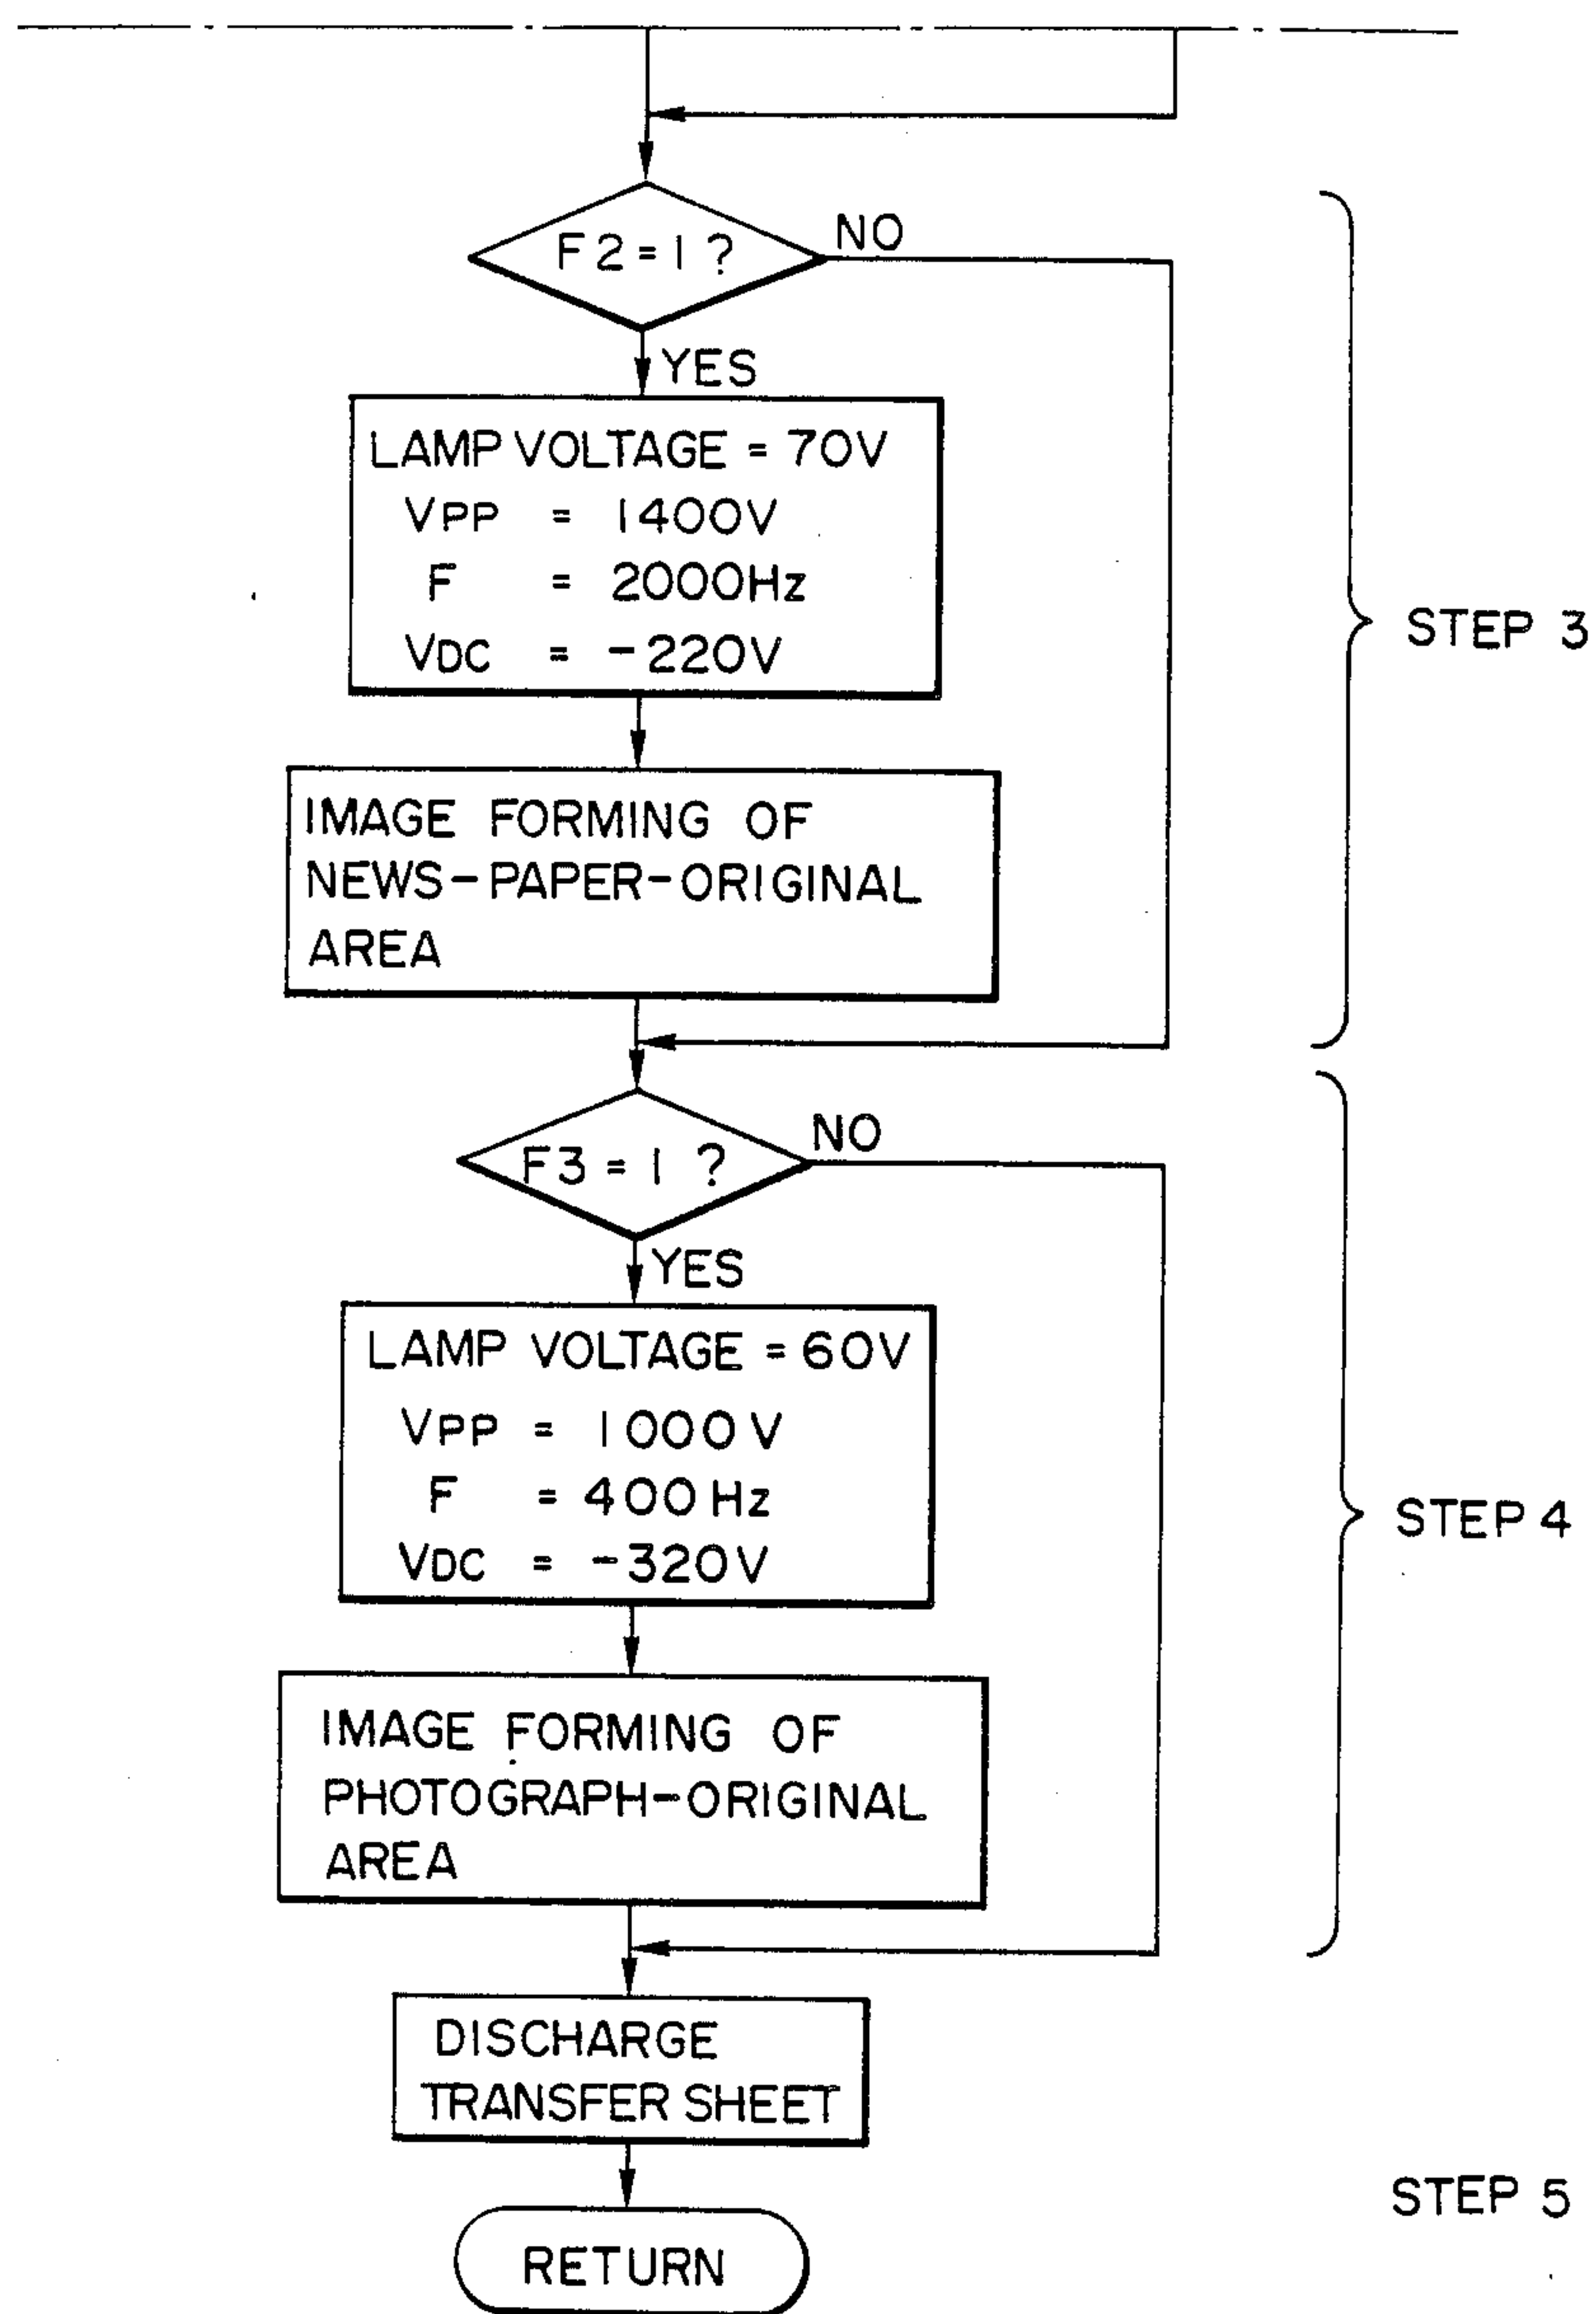 F2=1?
NO
YES
LAMP VOLTAGE = 70V
VPP = 1400V
F = 2000Hz
VDC = -220V
STEP 3
IMAGE FORMING OF
NEWS-PAPER-ORIGINAL
AREA
F3=1 ?
NO
YES
LAMP VOLTAGE = 60V
VPP = 1000V
F = 400 Hz
VDC = -320V
STEP 4
IMAGE FORMING OF
PHOTOGRAPH-ORIGINAL
AREA
DISCHARGE
TRANSFER SHEET
STEP 5
RETURN